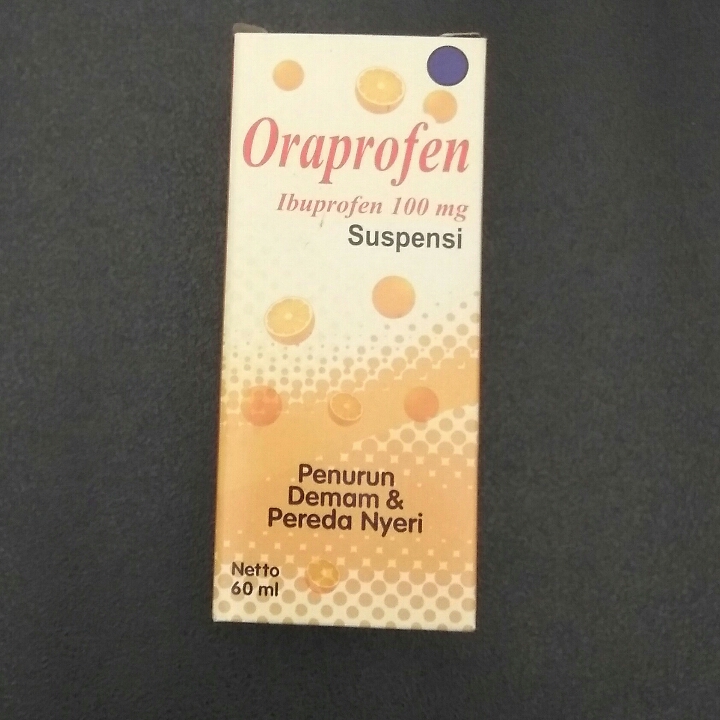 Oraprofen
Ibuprofen 100 mg
Suspensi
Penurun
Demam &
Pereda Nyeri
Netto
60 ml